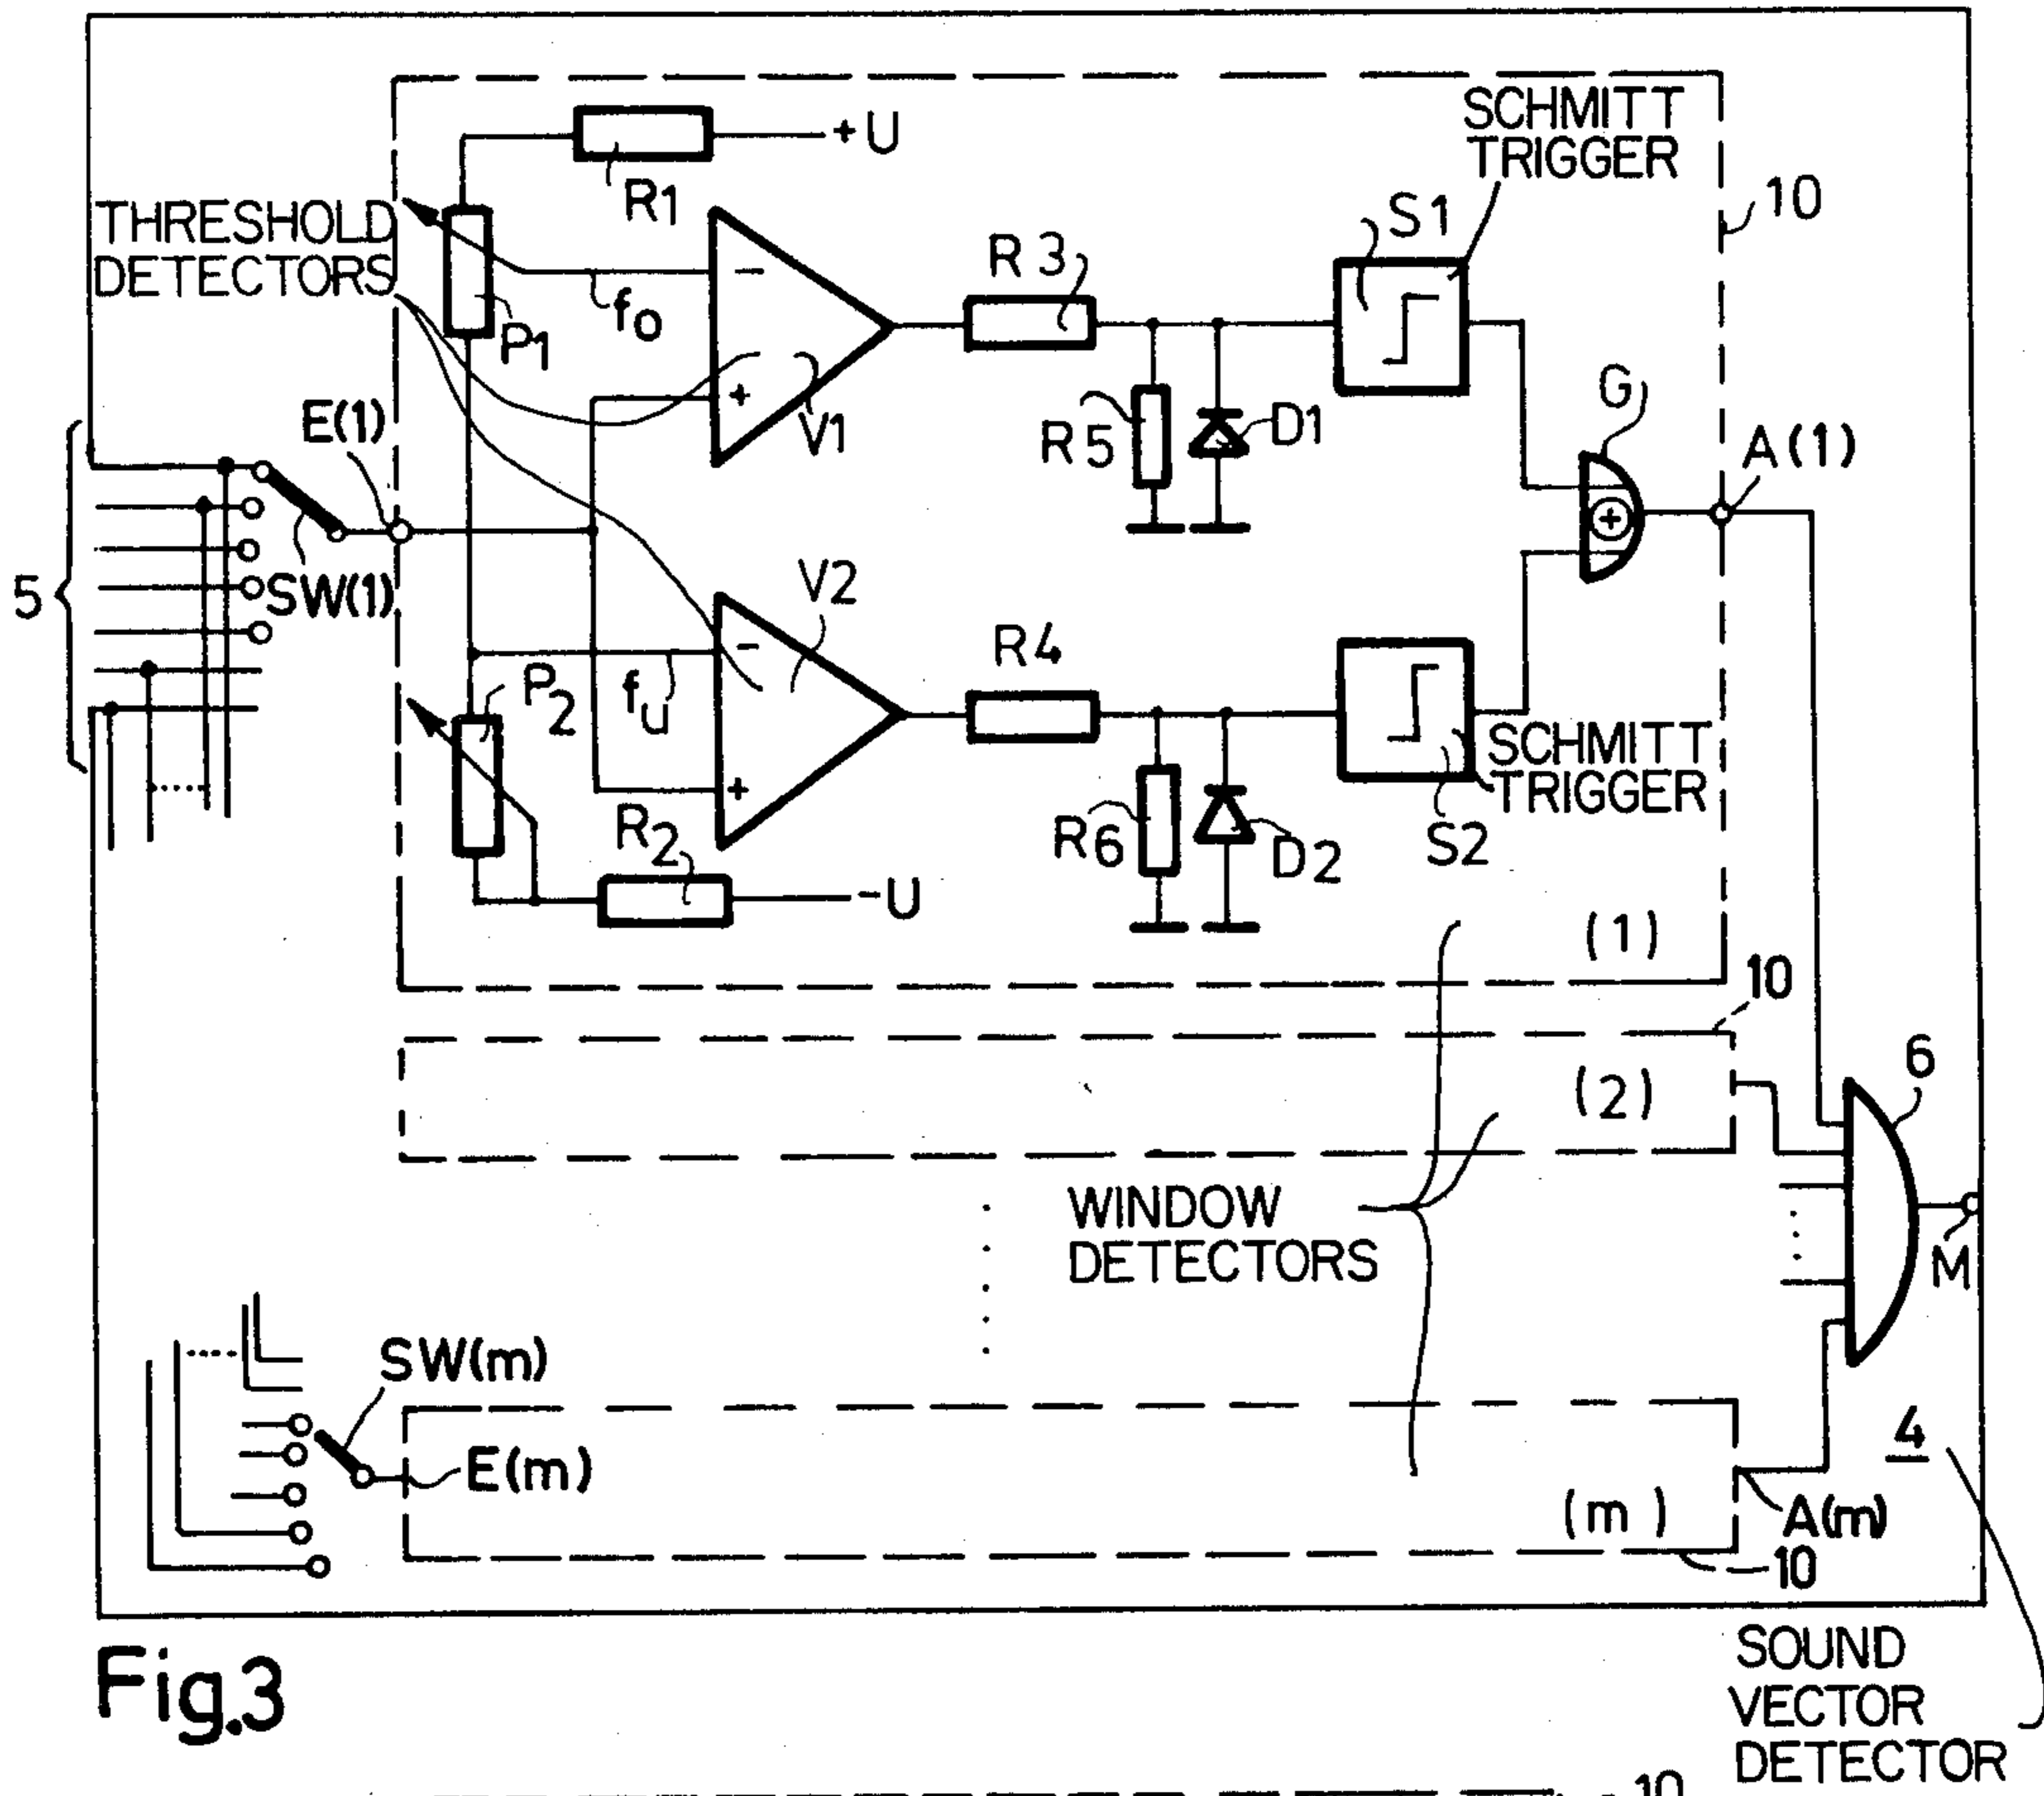 +U
R1
SCHMITT
TRIGGER
10
THRESHOLD
DETECTORS
−
fo
P1
+
V1
R3
S1
R5
D1
G
+
A(1)
E(1)
5
SW(1)
V2
−
fu
P2
+
R2
-U
R4
R6
D2
S2
SCHMITT
TRIGGER
(1)
10
(2)
6
WINDOW
DETECTORS
M
SW(m)
E(m)
(m)
A(m)
10
4
Fig.3
SOUND
VECTOR
DETECTOR
10